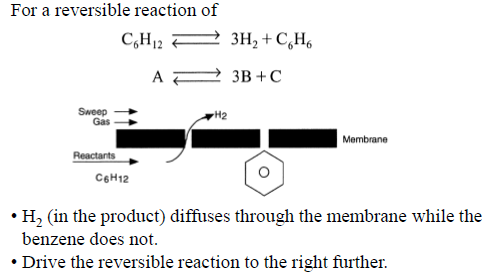 For a reversible reaction of
C₆H₁₂ ⇌ 3H₂ + C₆H₆
A ⇌ 3B + C
Sweep
Gas
H2
Membrane
Reactants
C6H12
• H₂ (in the product) diffuses through the membrane while the
benzene does not.
• Drive the reversible reaction to the right further.